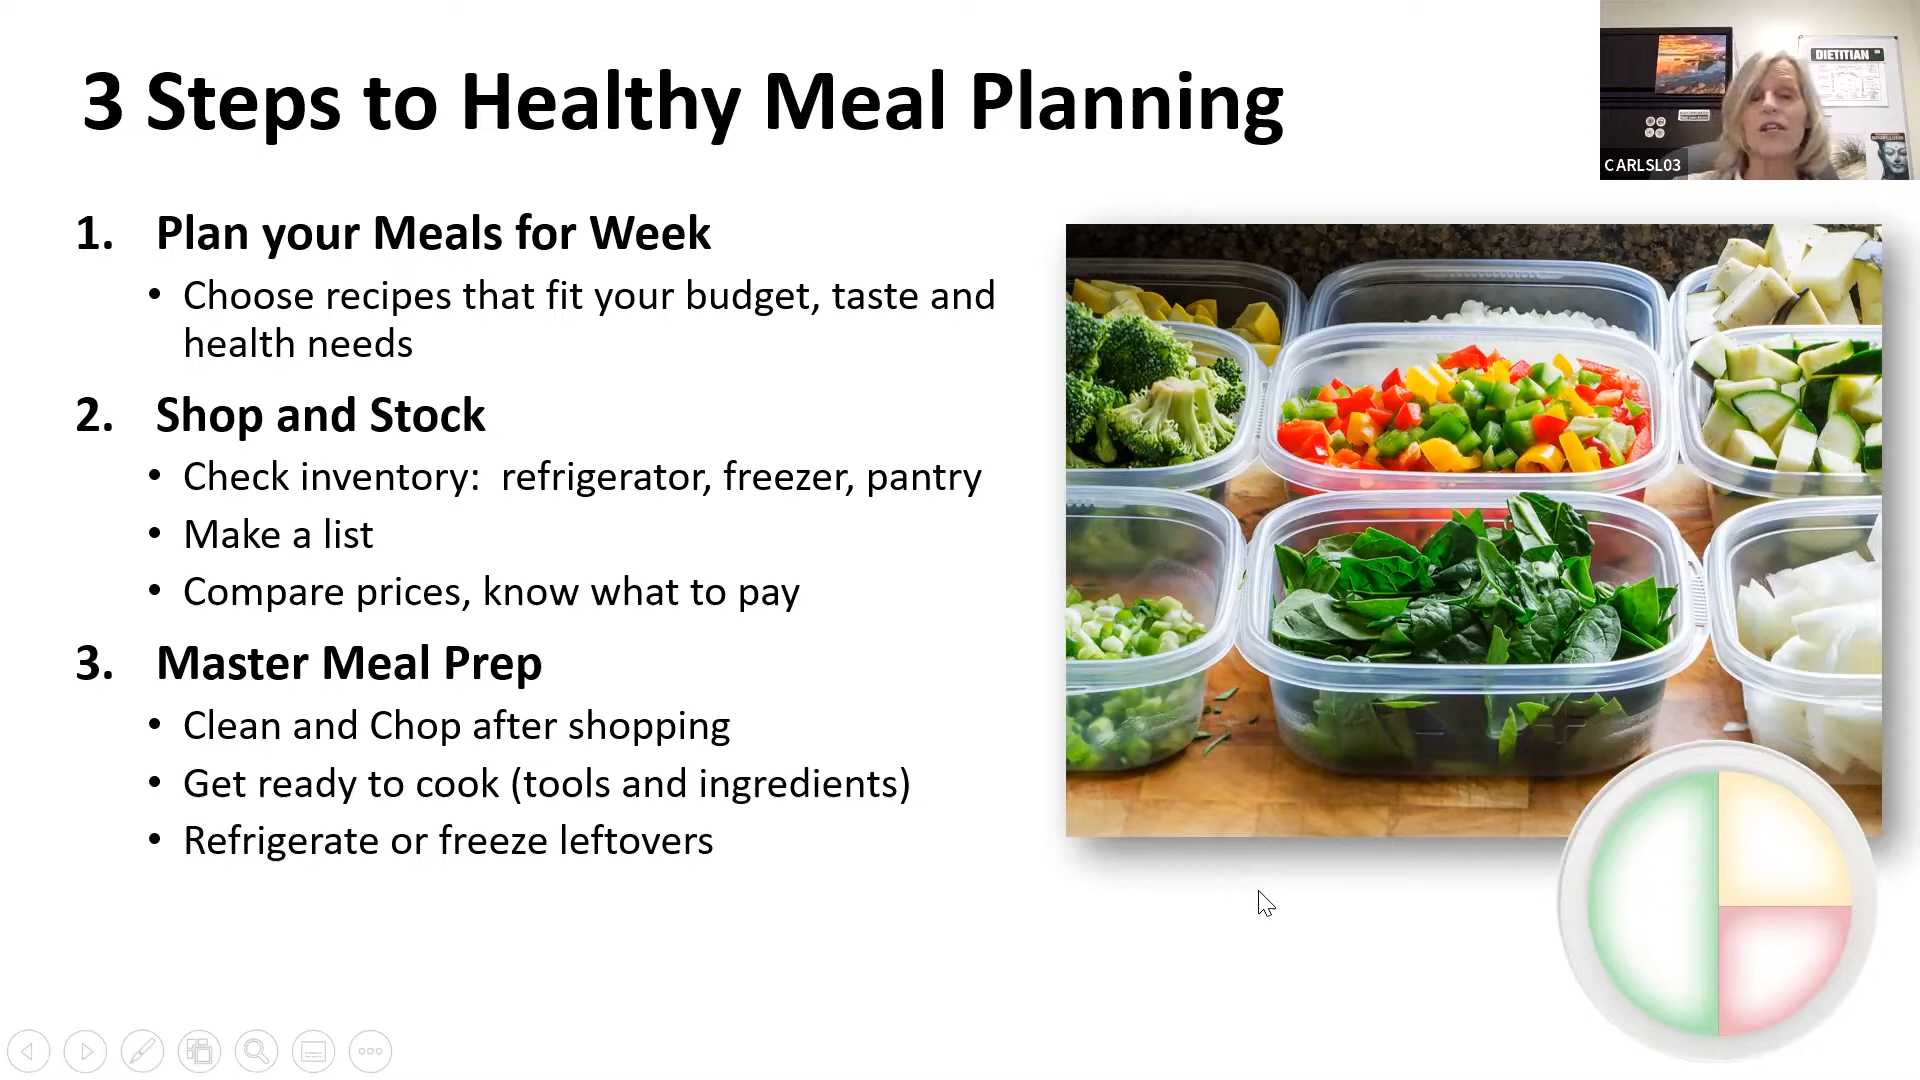 3 Steps to Healthy Meal Planning
DIETITIAN
CARLSL03
1. Plan your Meals for Week
• Choose recipes that fit your budget, taste and
health needs
2. Shop and Stock
• Check inventory:  refrigerator, freezer, pantry
• Make a list
• Compare prices, know what to pay
3. Master Meal Prep
• Clean and Chop after shopping
• Get ready to cook (tools and ingredients)
• Refrigerate or freeze leftovers